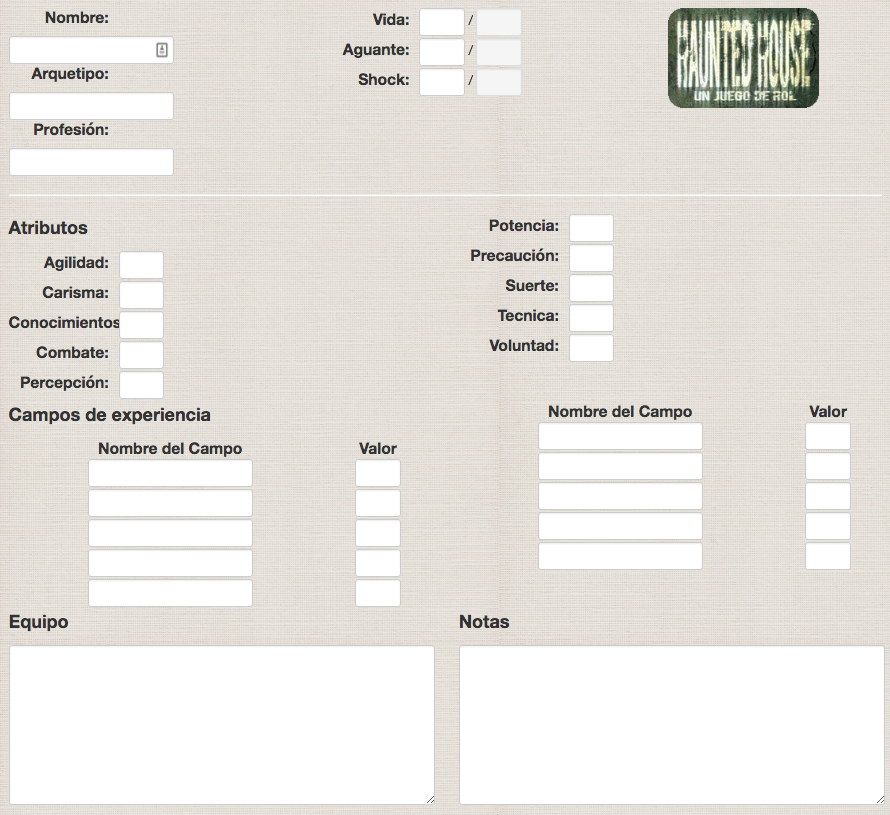 Nombre:
Arquetipo:
Profesión:
Vida: /
Aguante: /
Shock: /
HAUNTED HOUSE
UN JUEGO DE ROL
Atributos
Agilidad:
Carisma:
Conocimientos
Combate:
Percepción:
Potencia:
Precaución:
Suerte:
Tecnica:
Voluntad:
Campos de experiencia
Nombre del Campo Valor
Nombre del Campo Valor
Equipo
Notas